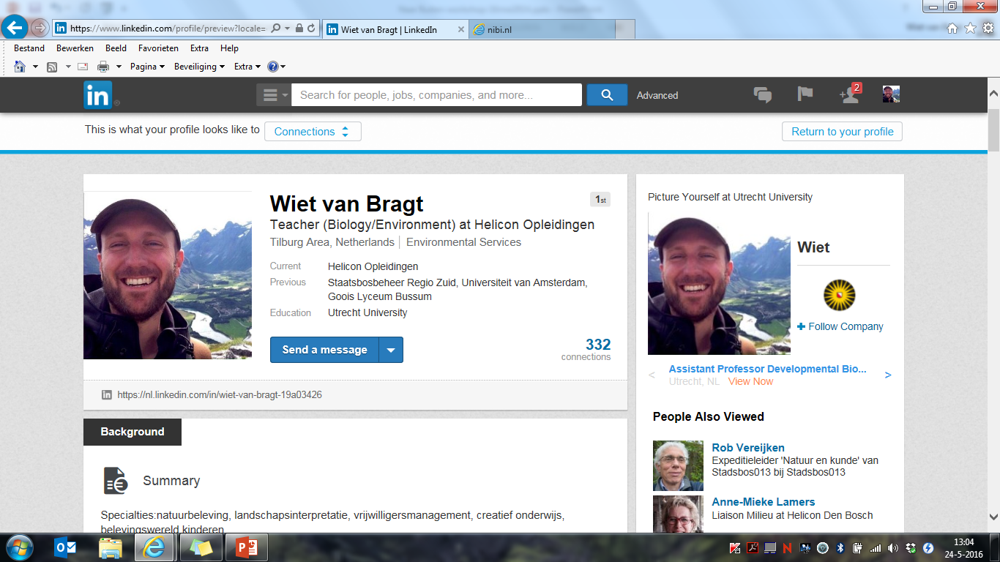 https://www.linkedin.com/profile/preview?locale=
Wiet van Bragt | LinkedIn
nibi.nl
Bestand Bewerken Beeld Favorieten Extra Help
Pagina Beveiliging Extra
in
Search for people, jobs, companies, and more...
Advanced
2
This is what your profile looks like to
Connections
Return to your profile
Wiet van Bragt
1st
Teacher (Biology/Environment) at Helicon Opleidingen
Tilburg Area, Netherlands | Environmental Services
Current Helicon Opleidingen
Previous Staatsbosbeheer Regio Zuid, Universiteit van Amsterdam,
Goois Lyceum Bussum
Education Utrecht University
Send a message
332
connections
https://nl.linkedin.com/in/wiet-van-bragt-19a03426
Background
Summary
Specialties:natuurbeleving, landschapsinterpretatie, vrijwilligersmanagement, creatief onderwijs,
belevingswereld kinderen
Picture Yourself at Utrecht University
Wiet
Follow Company
Assistant Professor Developmental Bio...
Utrecht, NL View Now
People Also Viewed
Rob Vereijken
Expeditieleider 'Natuur en kunde' van
Stadsbos013 bij Stadsbos013
Anne-Mieke Lamers
Liaison Milieu at Helicon Den Bosch
13:04
24-5-2016